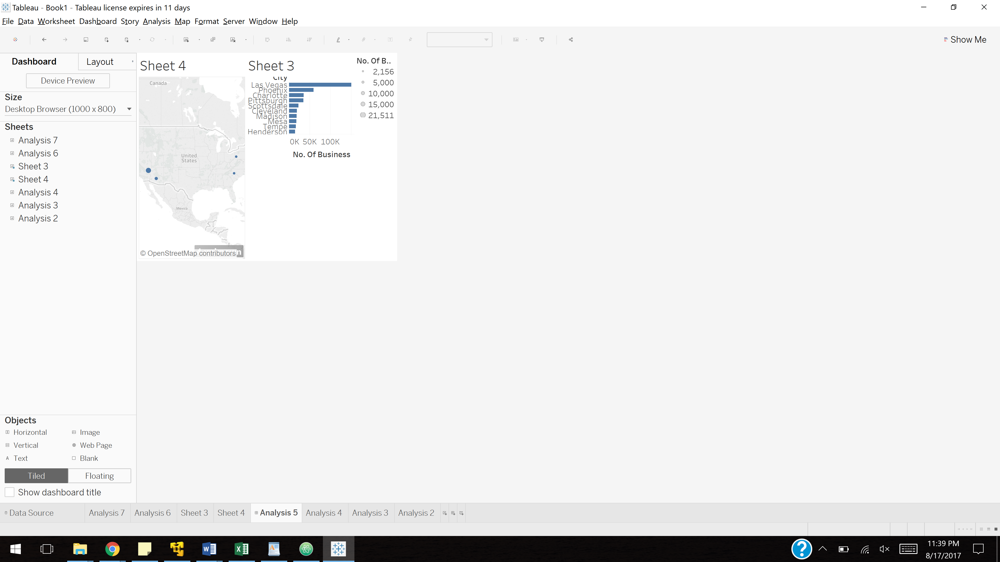 Tableau - Book1 - Tableau license expires in 11 days
File Data Worksheet Dashboard Story Analysis Map Format Server Window Help
Show Me
Dashboard Layout
Device Preview
Size
Desktop Browser (1000 x 800)
Sheets
Analysis 7
Analysis 6
Sheet 3
Sheet 4
Analysis 4
Analysis 3
Analysis 2
Objects
Horizontal Image
Vertical Web Page
Text Blank
Tiled Floating
Show dashboard title
Sheet 4
Canada
United
States
Mexico
© OpenStreetMap contributors
Sheet 3
City
Las Vegas
Phoenix
Charlotte
Pittsburgh
Scottsdale
Cleveland
Madison
Mesa
Tempe
Henderson
0K 50K 100K
No. Of Business
No. Of B..
2,156
5,000
10,000
15,000
21,511
Data Source Analysis 7 Analysis 6 Sheet 3 Sheet 4 Analysis 5 Analysis 4 Analysis 3 Analysis 2
11:39 PM
8/17/2017